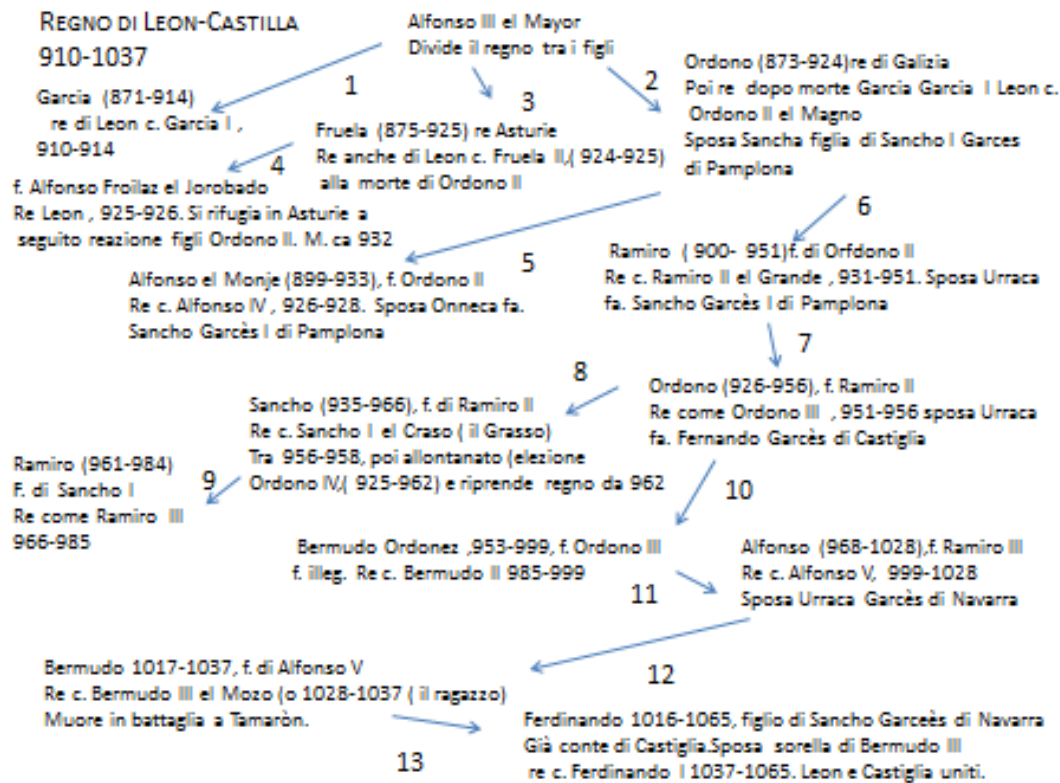 REGNO DI LEON-CASTILLA
910-1037
Alfonso III el Mayor
Divide il regno tra i figli
1
2
3
Garcia (871-914)
re di Leon c. Garcia I ,
910-914
Ordono (873-924)re di Galizia
Poi re dopo morte Garcia Garcia I Leon c.
Ordono II el Magno
Sposa Sancha figlia di Sancho I Garces
di Pamplona
Fruela (875-925) re Asturie
Re anche di Leon c. Fruela II,( 924-925)
alla morte di Ordono II
4
f. Alfonso Froilaz el Jorobado
Re Leon , 925-926. Si rifugia in Asturie a
seguito reazione figli Ordono II. M. ca 932
5
6
Alfonso el Monje (899-933), f. Ordono II
Re c. Alfonso IV , 926-928. Sposa Onneca fa.
Sancho Garcès I di Pamplona
Ramiro ( 900- 951)f. di Orfdono II
Re c. Ramiro II el Grande , 931-951. Sposa Urraca
fa. Sancho Garcès I di Pamplona
7
8
Ordono (926-956), f. Ramiro II
Re come Ordono III , 951-956 sposa Urraca
fa. Fernando Garcès di Castiglia
Sancho (935-966), f. di Ramiro II
Re c. Sancho I el Craso ( il Grasso)
Tra 956-958, poi allontanato (elezione
Ordono IV,( 925-962) e riprende regno da 962
9
Ramiro (961-984)
F. di Sancho I
Re come Ramiro III
966-985
10
Bermudo Ordonez ,953-999, f. Ordono III
f. illeg. Re c. Bermudo II 985-999
11
Alfonso (968-1028),f. Ramiro III
Re c. Alfonso V, 999-1028
Sposa Urraca Garcès di Navarra
12
Bermudo 1017-1037, f. di Alfonso V
Re c. Bermudo III el Mozo (o 1028-1037 ( il ragazzo)
Muore in battaglia a Tamaròn.
13
Ferdinando 1016-1065, figlio di Sancho Garceès di Navarra
Già conte di Castiglia.Sposa sorella di Bermudo III
re c. Ferdinando I 1037-1065. Leon e Castiglia uniti.